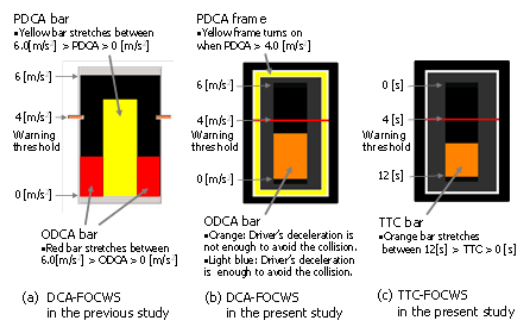 PDCA bar
▪Yellow bar stretches between
6.0[m/s²] > PDCA > 0 [m/s²]
6 [m/s²]
4 [m/s²]
Warning
threshold
0 [m/s²]
ODCA bar
▪Red bar stretches between
6.0[m/s²] > ODCA > 0 [m/s²]
(a) DCA-FOCWS
in the previous study
PDCA frame
▪Yellow frame turns on
when PDCA > 4.0 [m/s²]
6 [m/s²]
4 [m/s²]
Warning
threshold
0 [m/s²]
ODCA bar
▪Orange: Driver's deceleration is
not enough to avoid the collision.
▪Light blue: Driver's deceleration
is enough to avoid the collision.
(b) DCA-FOCWS
in the present study
0 [s]
4 [s]
Warning
threshold
12 [s]
TTC bar
▪Orange bar stretches
between 12[s] > TTC > 0 [s]
(c) TTC-FOCWS
in the present study